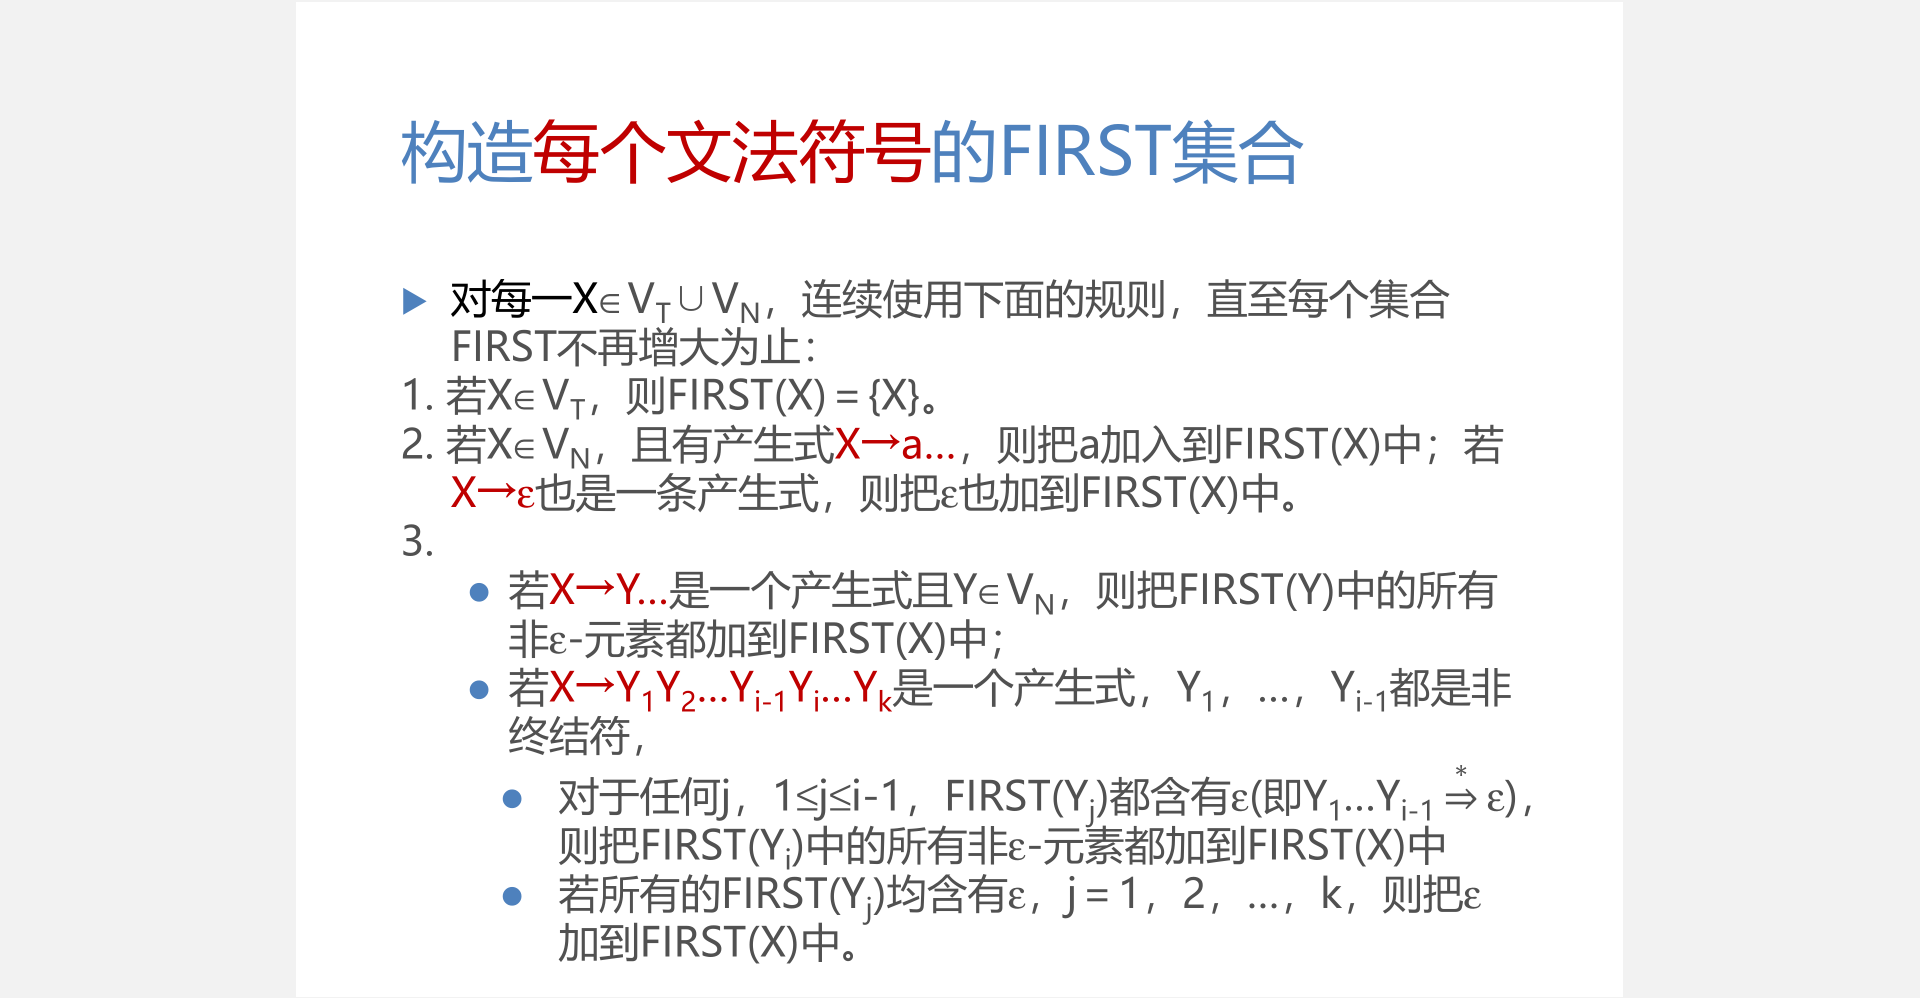 构造每个文法符号的FIRST集合
▶ 对每一X∈V_T∪V_N，连续使用下面的规则，直至每个集合
FIRST不再增大为止：
1. 若X∈V_T，则FIRST(X)＝{X}。
2. 若X∈V_N，且有产生式X→a…，则把a加入到FIRST(X)中；若
X→ε也是一条产生式，则把ε也加到FIRST(X)中。
3.
● 若X→Y…是一个产生式且Y∈V_N，则把FIRST(Y)中的所有
非ε-元素都加到FIRST(X)中；
● 若X→Y_1Y_2…Y_{i-1}Y_i…Y_k是一个产生式，Y_1，…，Y_{i-1}都是非
终结符，
● 对于任何j，1≤j≤i-1，FIRST(Y_j)都含有ε(即Y_1…Y_{i-1} ⇒* ε)，
则把FIRST(Y_i)中的所有非ε-元素都加到FIRST(X)中
● 若所有的FIRST(Y_j)均含有ε，j＝1，2，…，k，则把ε
加到FIRST(X)中。